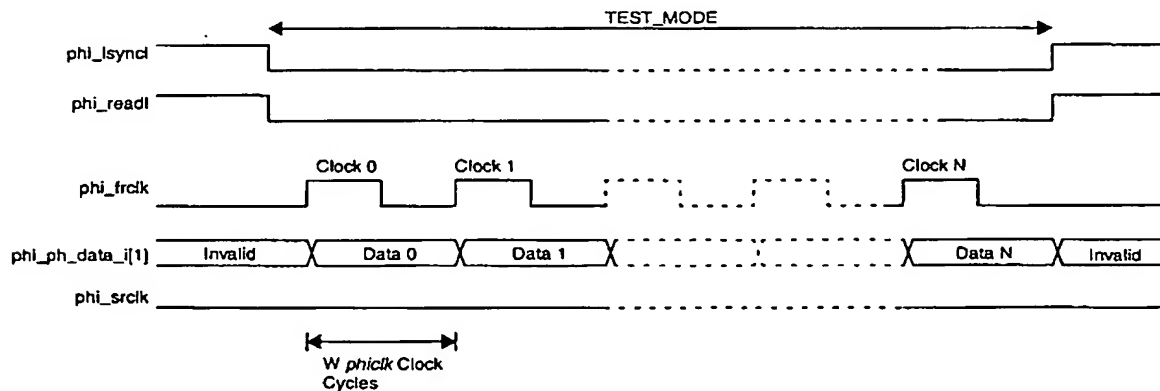 TEST_MODE
phi_lsyncl
phi_readl
Clock 0 Clock 1 Clock N
phi_frclk
phi_ph_data_i[1] Invalid Data 0 Data 1 Data N Invalid
phi_srclk
W phiclk Clock
Cycles